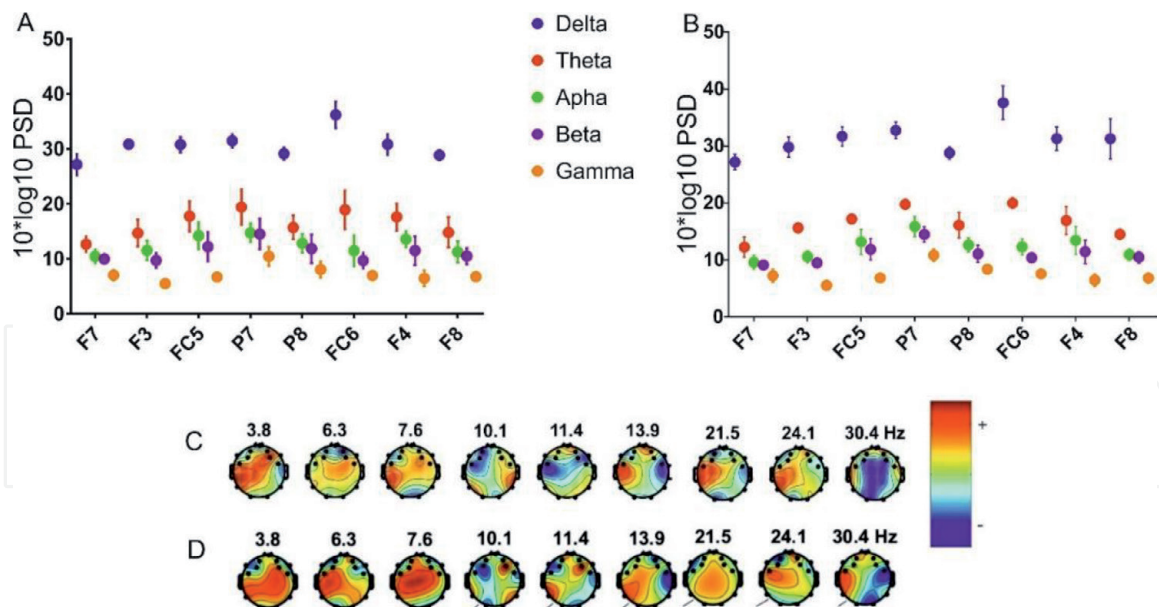 A
10*log10 PSD
50
40
30
20
10
0
F7 F3 FC5 P7 P8 FC6 F4 F8
Delta
Theta
Apha
Beta
Gamma
B
10*log10 PSD
50
40
30
20
10
0
F7 F3 FC5 P7 P8 FC6 F4 F8
C
3.8 6.3 7.6 10.1 11.4 13.9 21.5 24.1 30.4 Hz
D
3.8 6.3 7.6 10.1 11.4 13.9 21.5 24.1 30.4 Hz
+
-